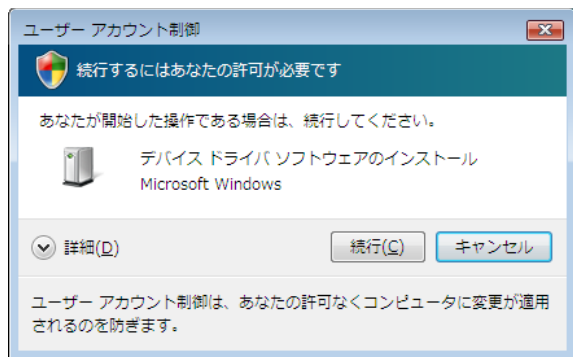 ユーザー アカウント制御
続行するにはあなたの許可が必要です
あなたが開始した操作である場合は、続行してください。
デバイス ドライバ ソフトウェアのインストール
Microsoft Windows
詳細(D)
続行(C)
キャンセル
ユーザー アカウント制御は、あなたの許可なくコンピュータに変更が適用
されるのを防ぎます。